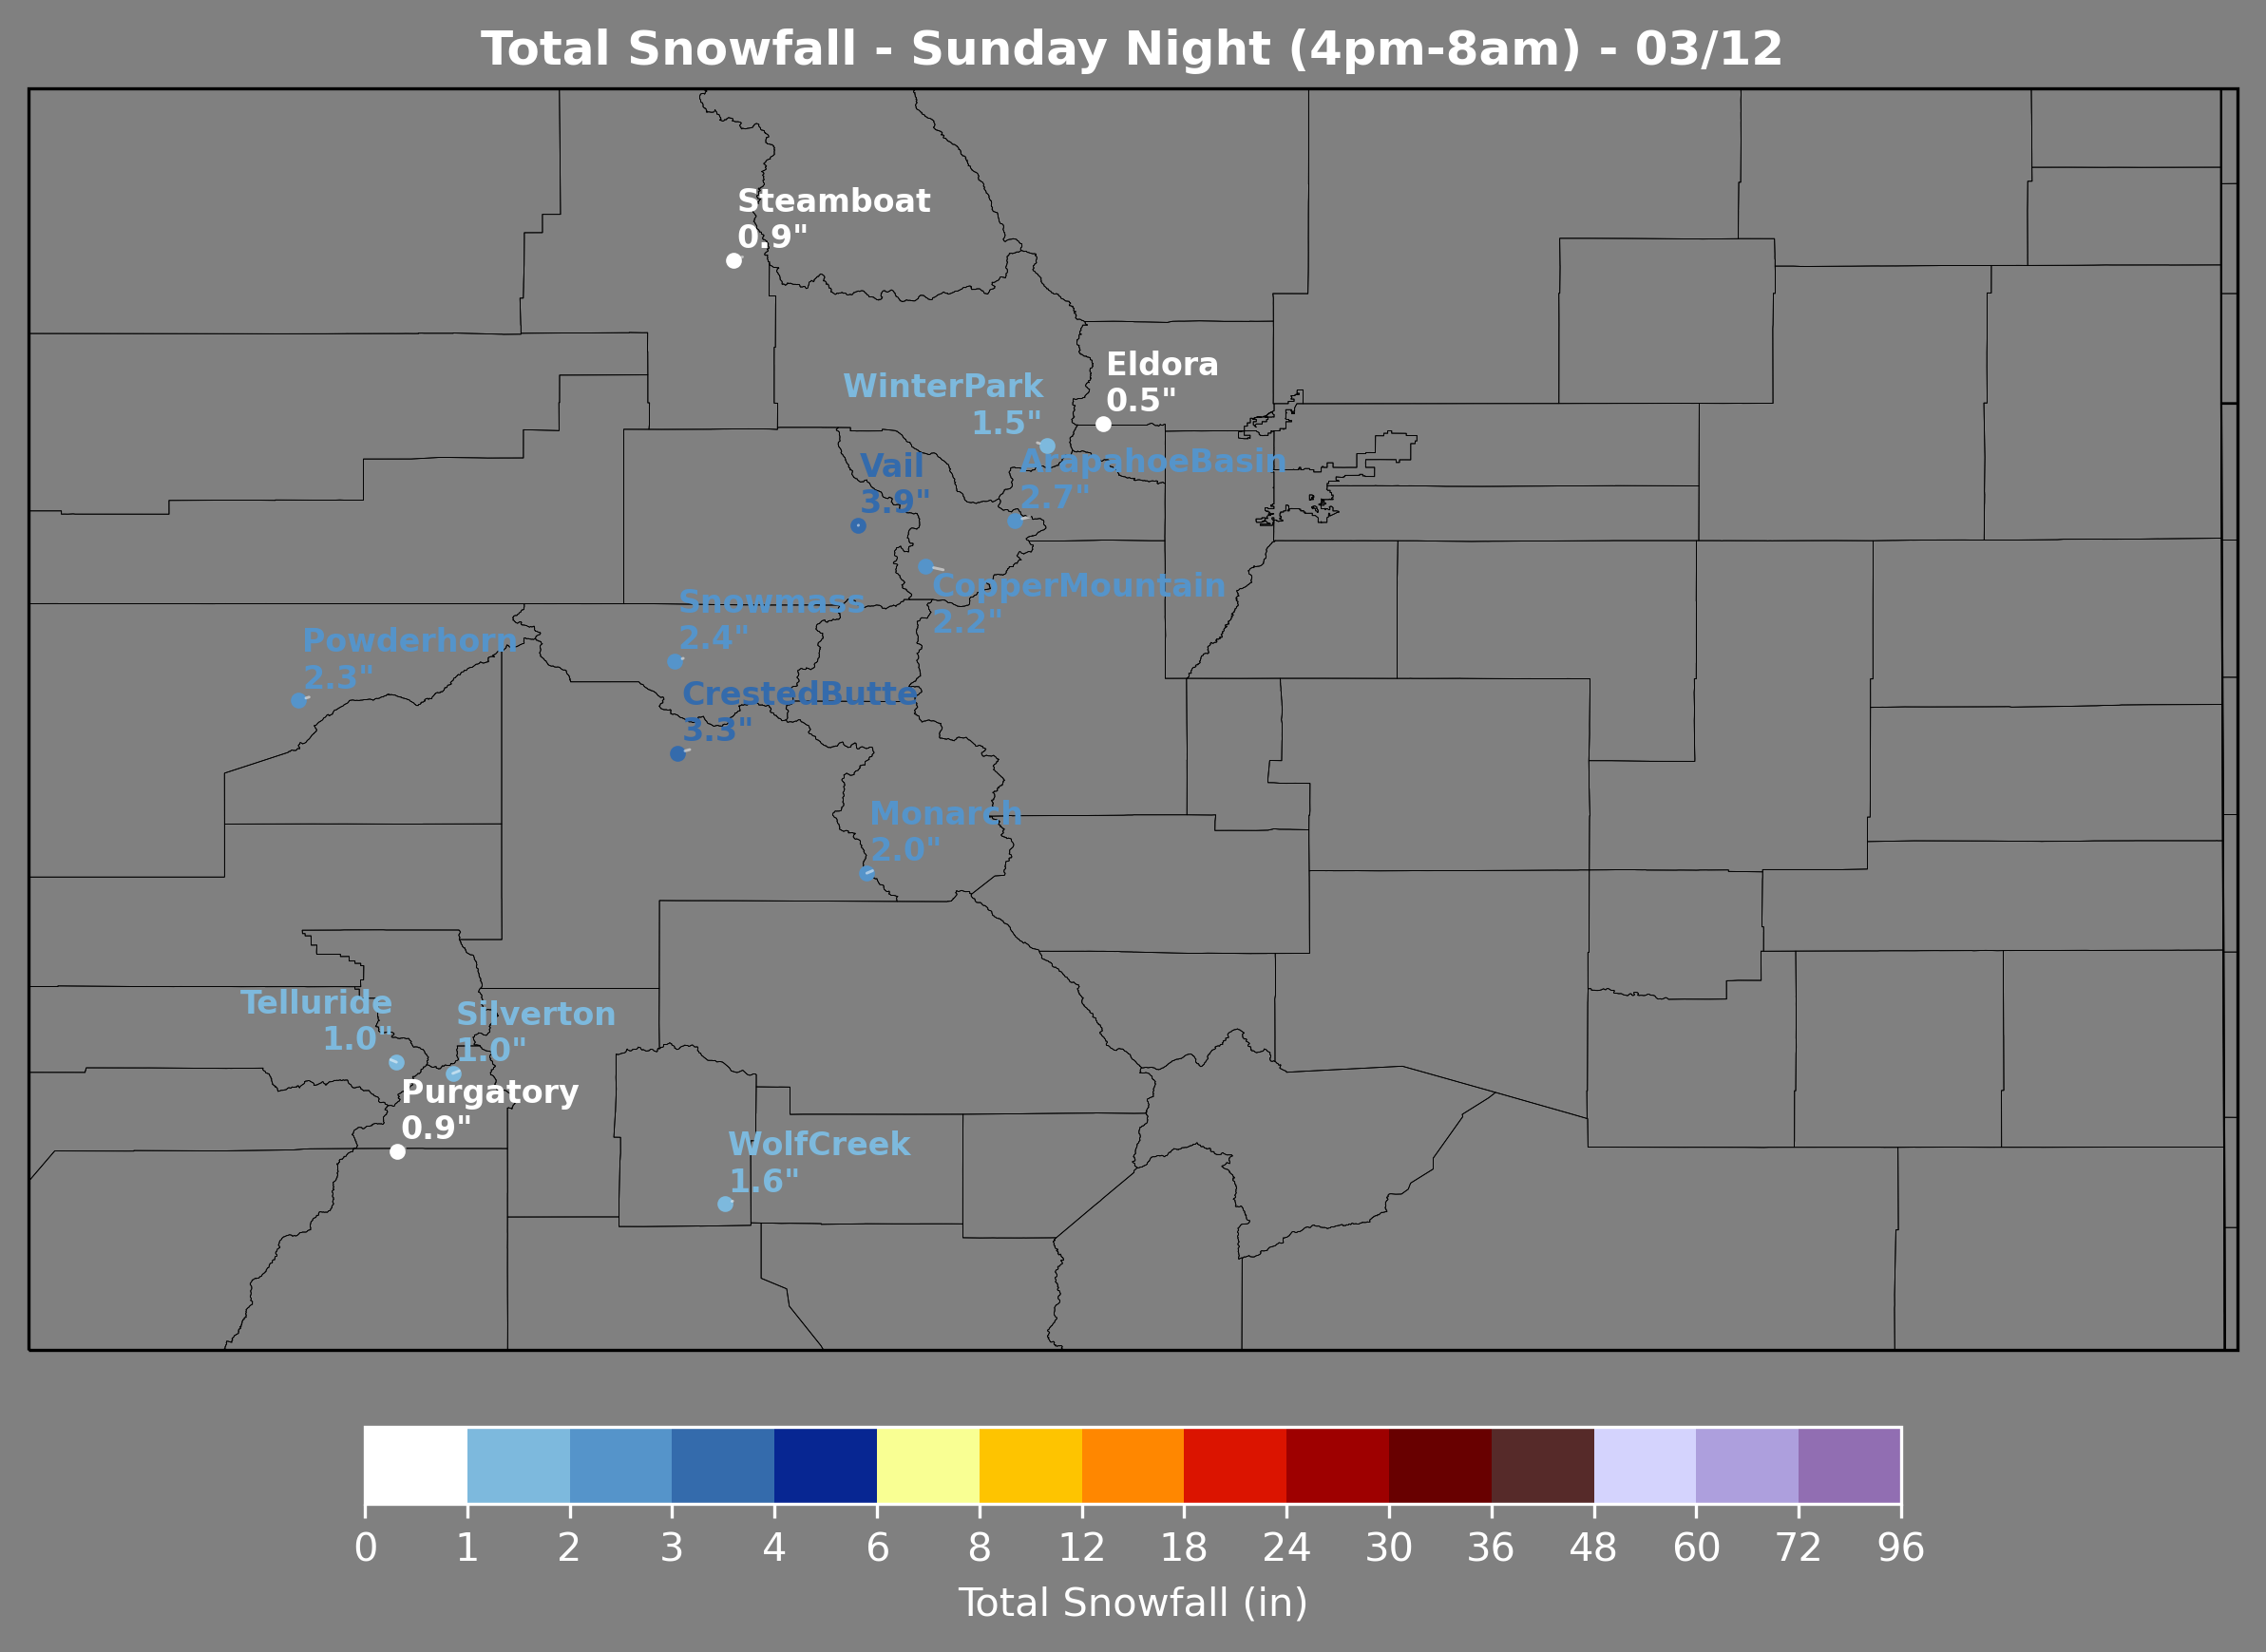 Total Snowfall - Sunday Night (4pm-8am) - 03/12
Steamboat
0.9"
Eldora
0.5"
WinterPark
1.5"
Vail
3.9"
ArapahoeBasin
2.7"
CopperMountain
2.2"
Snowmass
2.4"
Powderhorn
2.3"
CrestedButte
3.3"
Monarch
2.0"
Telluride
1.0"
Silverton
1.0"
Purgatory
0.9"
WolfCreek
1.6"
0 1 2 3 4 6 8 12 18 24 30 36 48 60 72 96
Total Snowfall (in)